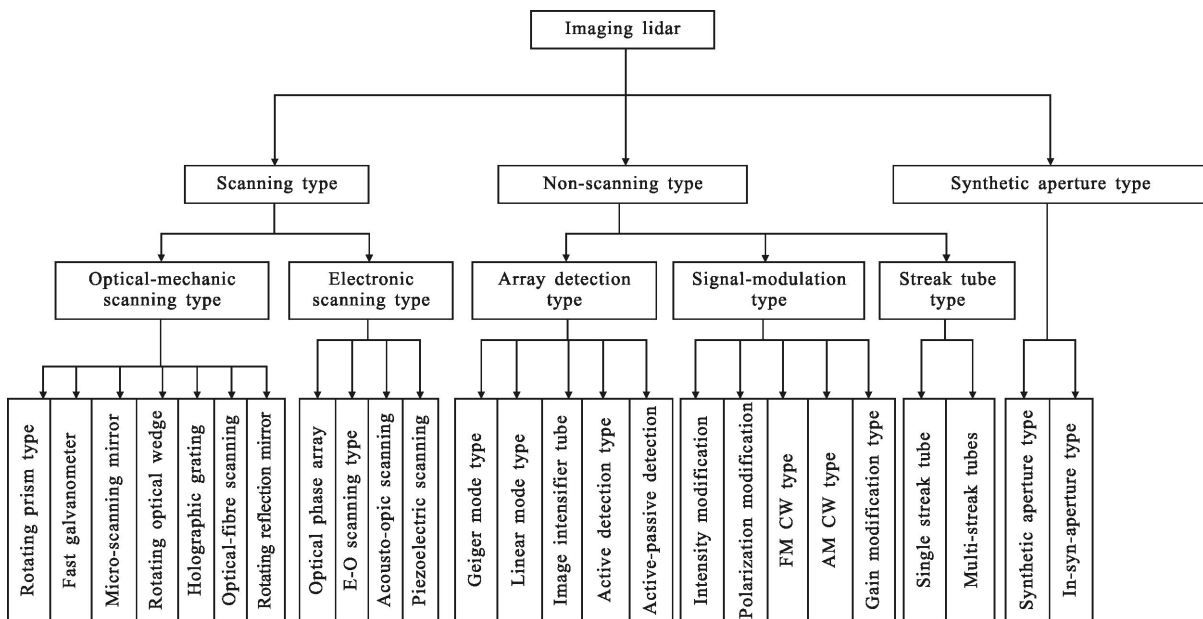 Imaging lidar
Scanning type
Non-scanning type
Synthetic aperture type
Optical-mechanic
scanning type
Electronic
scanning type
Array detection
type
Signal-modulation
type
Streak tube
type
Rotating prism type
Fast galvanometer
Micro-scanning mirror
Rotating optical wedge
Holographic grating
Optical-fibre scanning
Rotating reflection mirror
Optical phase array
E-O scanning type
Acousto-opic scanning
Piezoelectric scanning
Geiger mode type
Linear mode type
Image intensifier tube
Active detection type
Active-passive detection
Intensity modification
Polarization modification
FM CW type
AM CW type
Gain modification type
Single streak tube
Multi-streak tubes
Synthetic aperture type
In-syn-aperture type